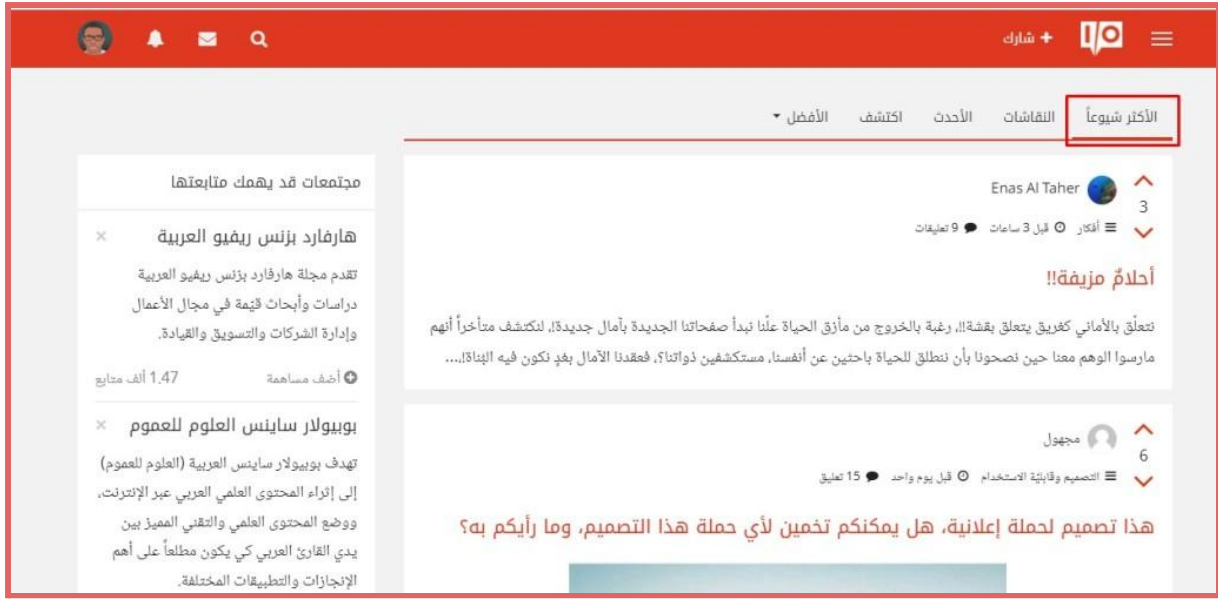 I/O
+ شارك
الأكثر شيوعاً
النقاشات
الأحدث
اكتشف
الأفضل
Enas Al Taher
3
أفكار قبل 3 ساعات 9 تعليقات
أحلامٌ مزيفة!!
نتعلّق بالأماني كغريق يتعلق بقشة!!, رغبة بالخروج من مأزق الحياة علّنا نبدأ صفحاتنا الجديدة بآمال جديدة!, لنكتشف متأخراً أنهم
مارسوا الوهم معنا حين نصحونا بأن ننطلق للحياة باحثين عن أنفسنا, مستكشفين ذواتنا؟, فعقدنا الآمال بغدٍ نكون فيه البُناة!,...
مجهول
6
التصميم وقابليّة الاستخدام قبل يوم واحد 15 تعليق
هذا تصميم لحملة إعلانية، هل يمكنكم تخمين لأي حملة هذا التصميم، وما رأيكم به؟
مجتمعات قد يهمك متابعتها
هارفارد بزنس ريفيو العربية ×
تقدم مجلة هارفارد بزنس ريفيو العربية
دراسات وأبحاث قيّمة في مجال الأعمال
وإدارة الشركات والتسويق والقيادة.
أضف مساهمة 1.47 ألف متابع
بوبيولار ساينس العلوم للعموم ×
تهدف بوبيولار ساينس العربية (العلوم للعموم)
إلى إثراء المحتوى العلمي العربي عبر الإنترنت،
ووضع المحتوى العلمي والتقني المميز بين
يدي القارئ العربي كي يكون مطلعاً على أهم
الإنجازات والتطبيقات المختلفة.